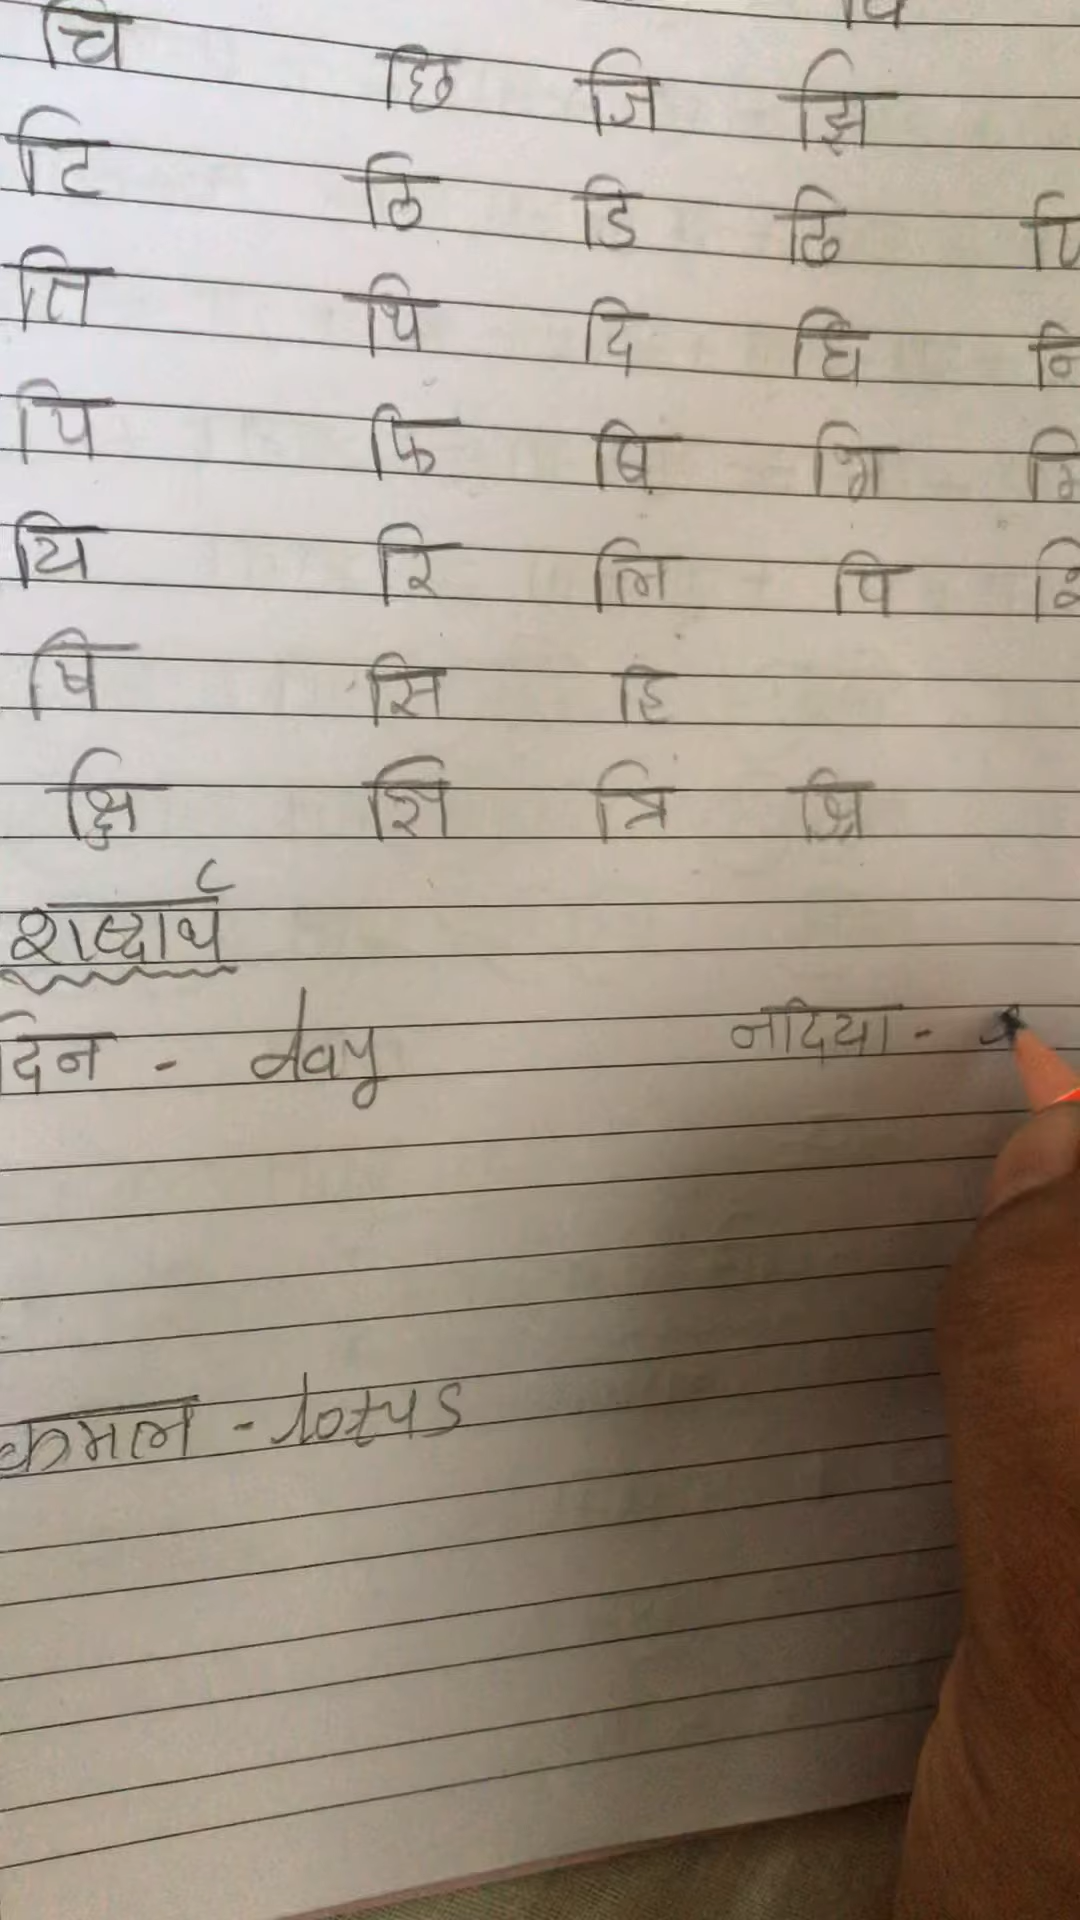 चि छि जि झि
टि ठि डि ढि
ति थि दि धि नि
पि फि बि भि मि
यि रि लि वि शि
षि सि हि
क्षि त्रि श्रि
शब्दार्थ
दिन - day नदिया -
कमल - lotus